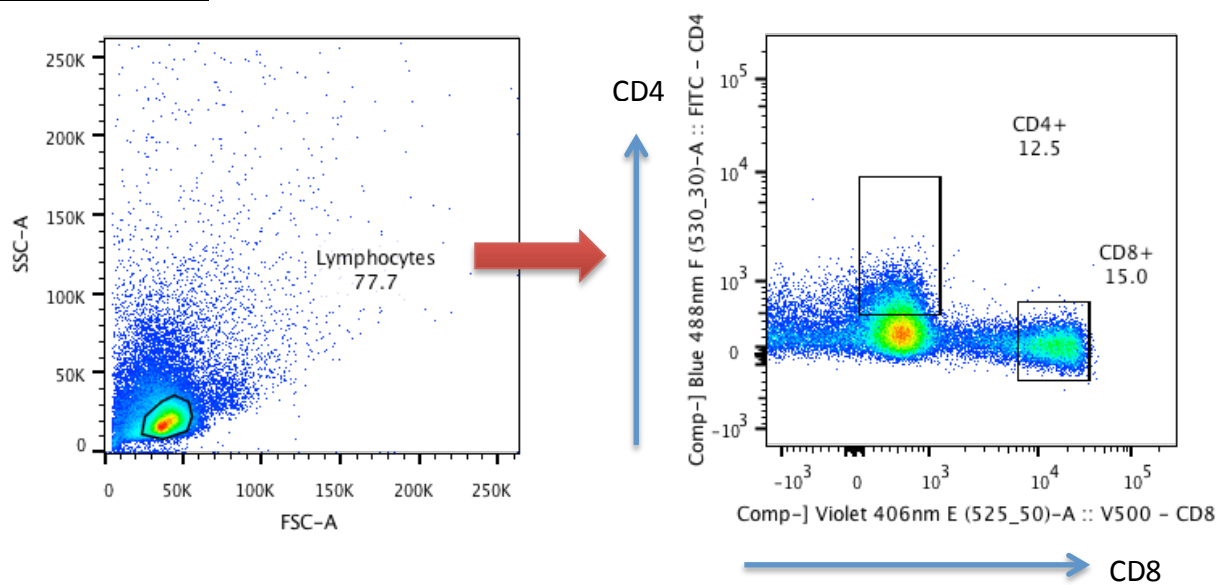 250K
200K
150K
100K
50K
0
SSC-A
Lymphocytes
77.7
0 50K 100K 150K 200K 250K
FSC-A
CD4
Comp-] Blue 488nm F (530_30)-A :: FITC - CD4
10^5
10^4
10^3
0
-10^3
CD4+
12.5
CD8+
15.0
-10^3 0 10^3 10^4 10^5
Comp-] Violet 406nm E (525_50)-A :: V500 - CD8
CD8